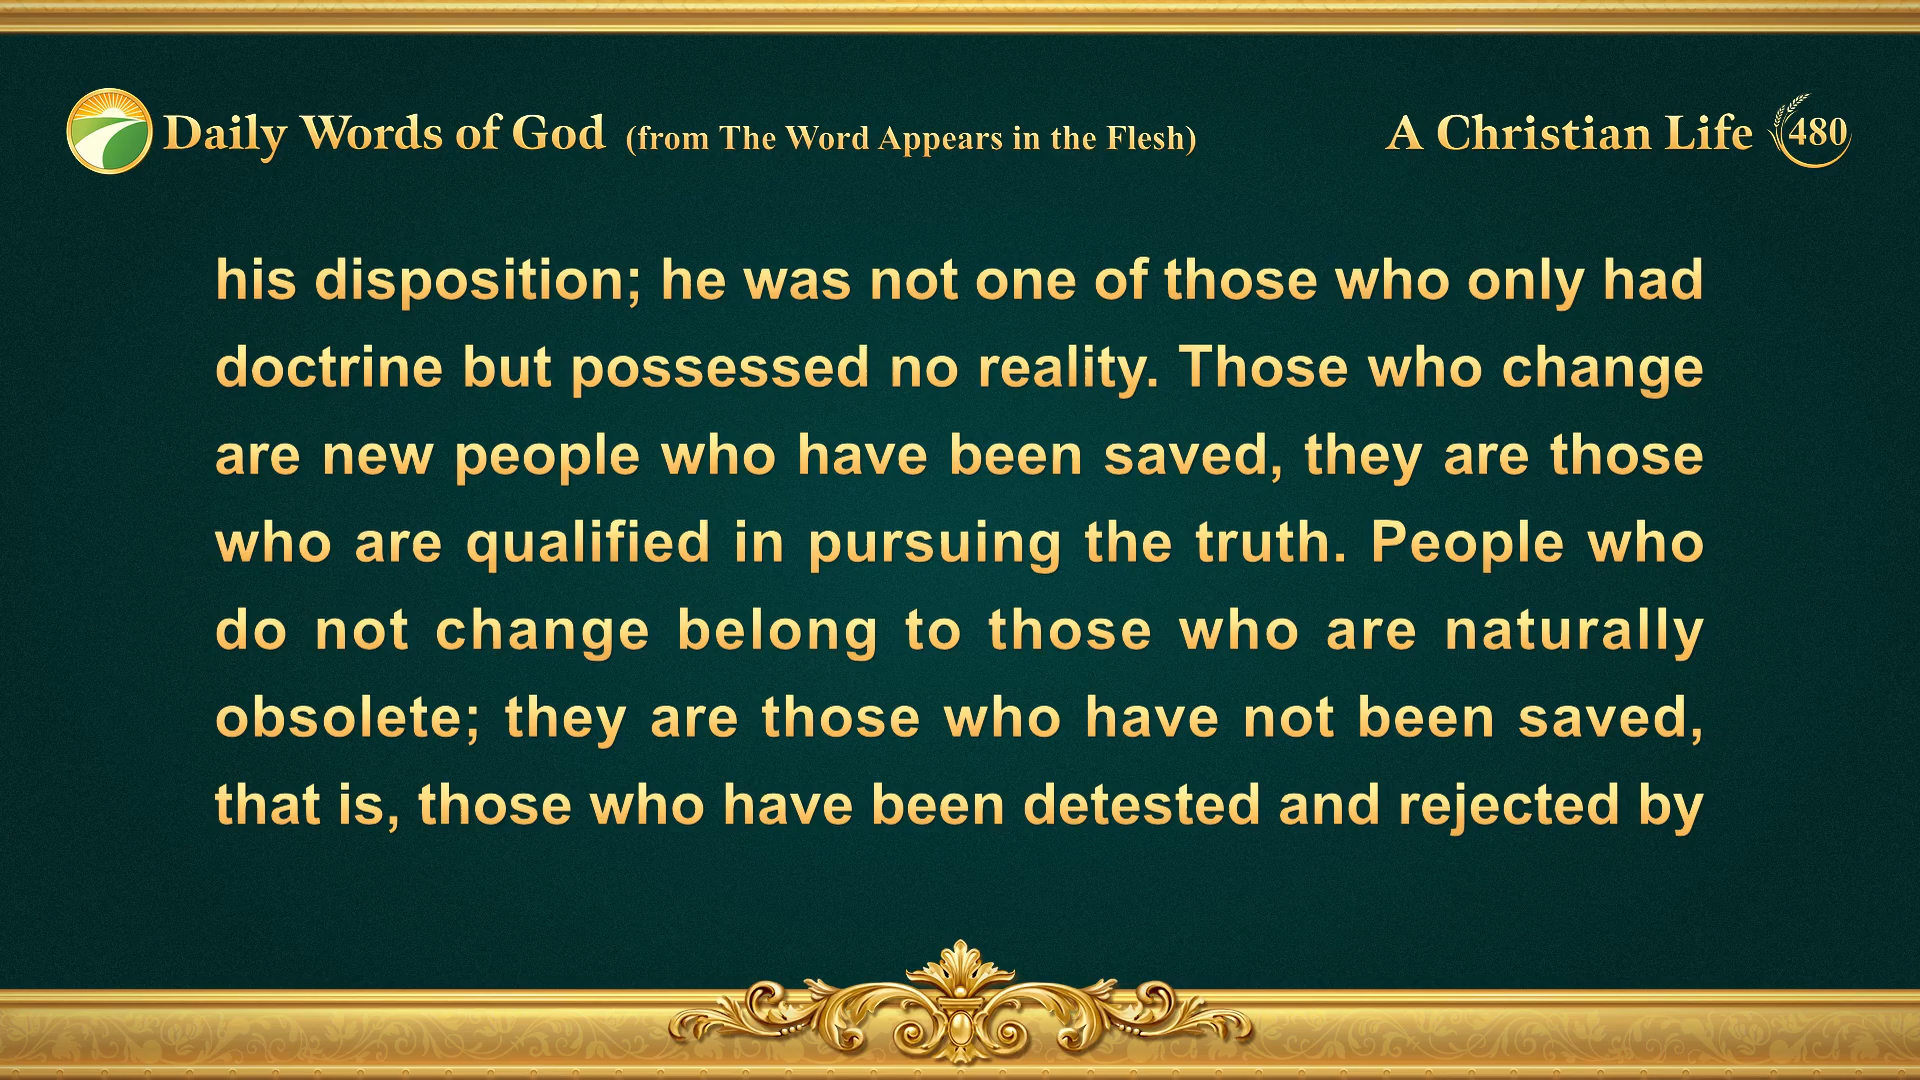 Daily Words of God (from The Word Appears in the Flesh)
A Christian Life 480
his disposition; he was not one of those who only had
doctrine but possessed no reality. Those who change
are new people who have been saved, they are those
who are qualified in pursuing the truth. People who
do not change belong to those who are naturally
obsolete; they are those who have not been saved,
that is, those who have been detested and rejected by